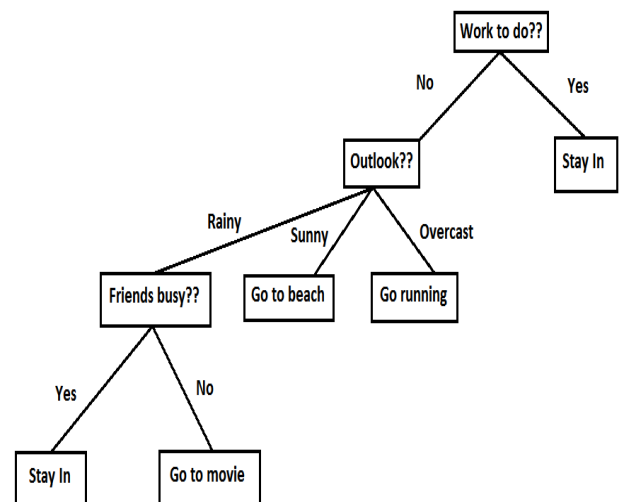 Work to do??
No
Yes
Outlook??
Stay In
Rainy
Sunny
Overcast
Friends busy??
Go to beach
Go running
Yes
No
Stay In
Go to movie